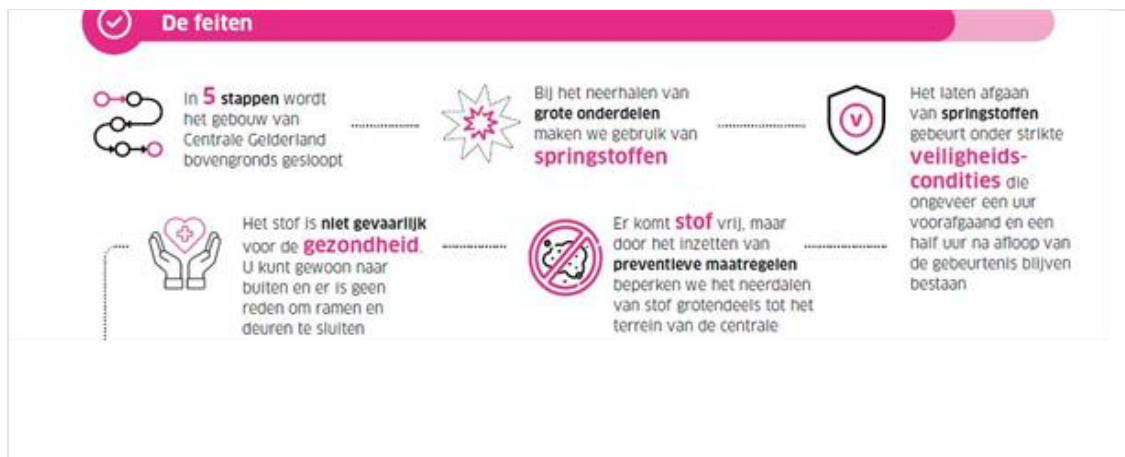 De feiten
In 5 stappen wordt
het gebouw van
Centrale Gelderland
bovengronds gesloopt
Bij het neerhalen van
grote onderdelen
maken we gebruik van
springstoffen
V
Het laten afgaan
van springstoffen
gebeurt onder strikte
veiligheids-
condities die
ongeveer een uur
voorafgaand en een
half uur na afloop van
de gebeurtenis blijven
bestaan
Er komt stof vrij, maar
door het inzetten van
preventieve maatregelen
beperken we het neerdalen
van stof grotendeels tot het
terrein van de centrale
Het stof is niet gevaarlijk
voor de gezondheid.
U kunt gewoon naar
buiten en er is geen
reden om ramen en
deuren te sluiten